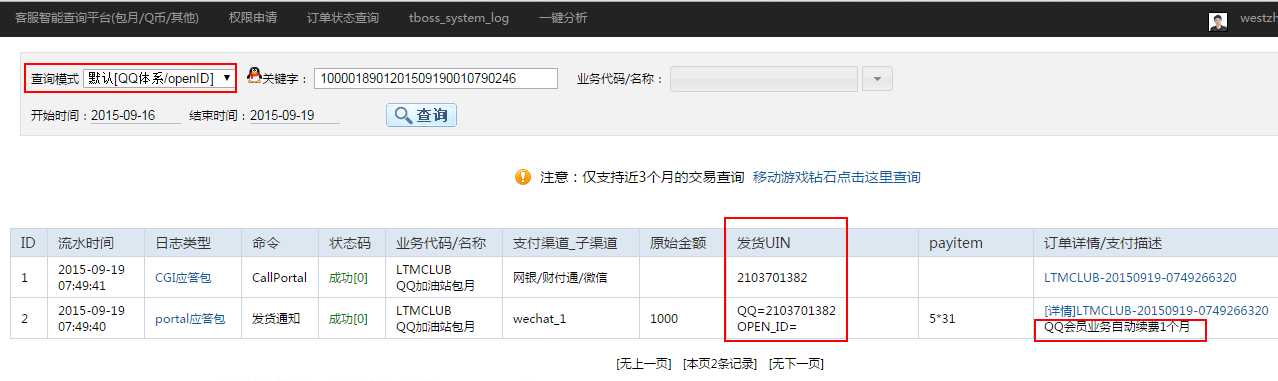 客服智能查询平台(包月/Q币/其他) 权限申请 订单状态查询 tboss_system_log 一键分析 westzh
查询模式 默认[QQ体系/openID] 关键字： 1000018901201509190010790246 业务代码/名称：
开始时间：2015-09-16 结束时间：2015-09-19 查询
注意：仅支持近3个月的交易查询 移动游戏钻石点击这里查询
ID 流水时间 日志类型 命令 状态码 业务代码/名称 支付渠道_子渠道 原始金额 发货UIN payitem 订单详情/支付描述
1 2015-09-19 07:49:41 CGI应答包 CallPortal 成功[0] LTMCLUB QQ加油站包月 网银/财付通/微信 2103701382 LTMCLUB-20150919-0749266320
2 2015-09-19 07:49:40 portal应答包 发货通知 成功[0] LTMCLUB QQ加油站包月 wechat_1 1000 QQ=2103701382 OPEN_ID= 5*31 [详情]LTMCLUB-20150919-0749266320 QQ会员业务自动续费1个月
[无上一页] [本页2条记录] [无下一页]